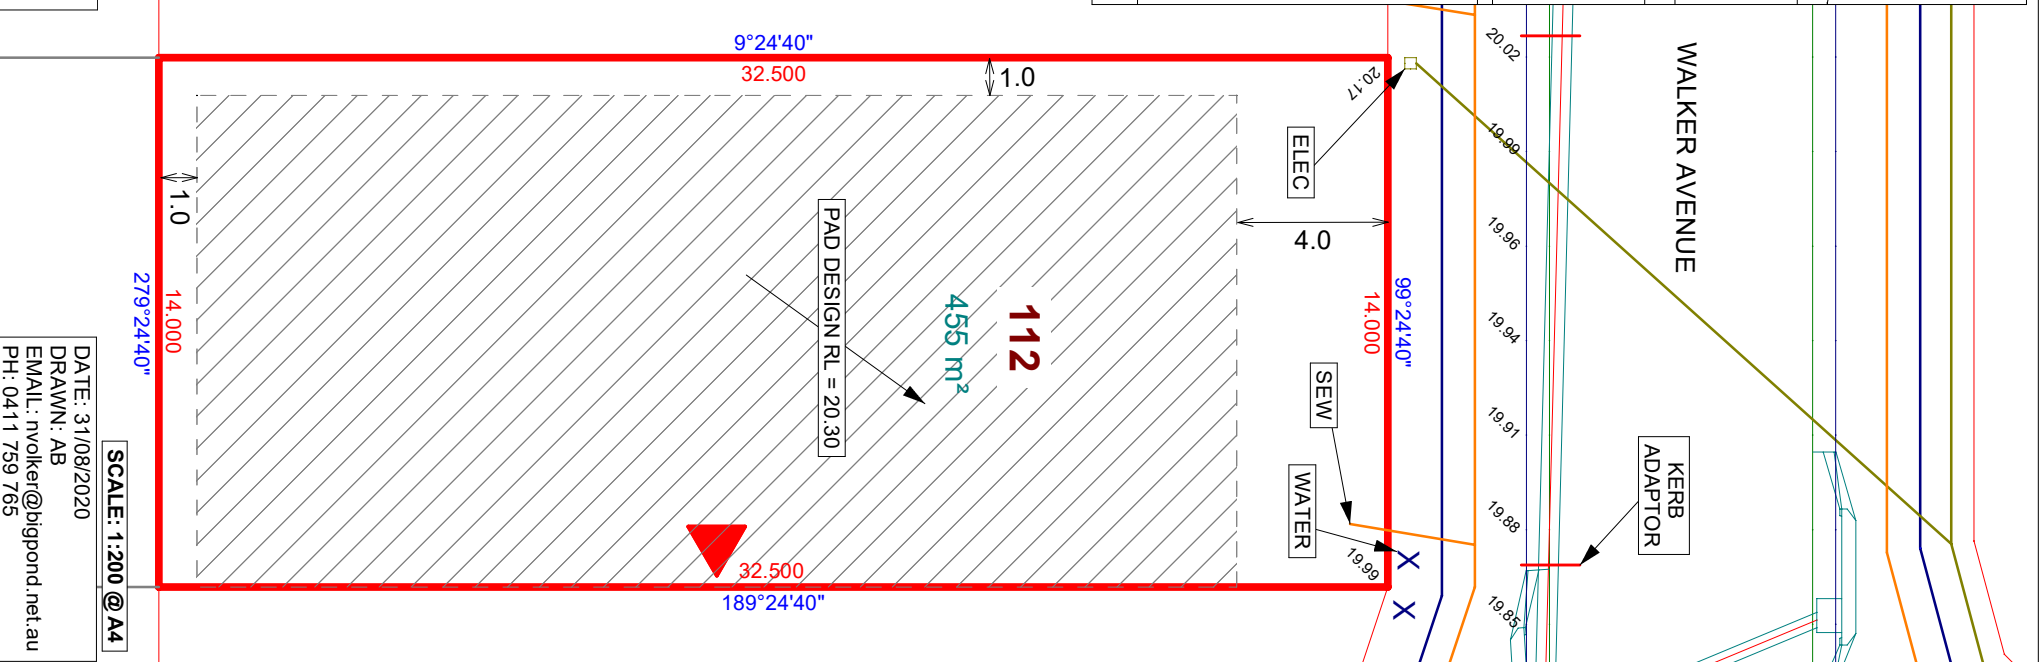 WALKER AVENUE
20.02
19.99
19.96
19.94
19.91
19.88
19.85
KERB
ADAPTOR
20.17
ELEC
4.0
99°24'40"
14.000
SEW
WATER
19.99
X
X
9°24'40"
32.500
1.0
112
455 m²
PAD DESIGN RL = 20.30
32.500
189°24'40"
1.0
14.000
279°24'40"
SCALE: 1:200 @ A4
DATE: 31/08/2020
DRAWN: AB
EMAIL: nvolker@bigpond.net.au
PH: 0411 759 765